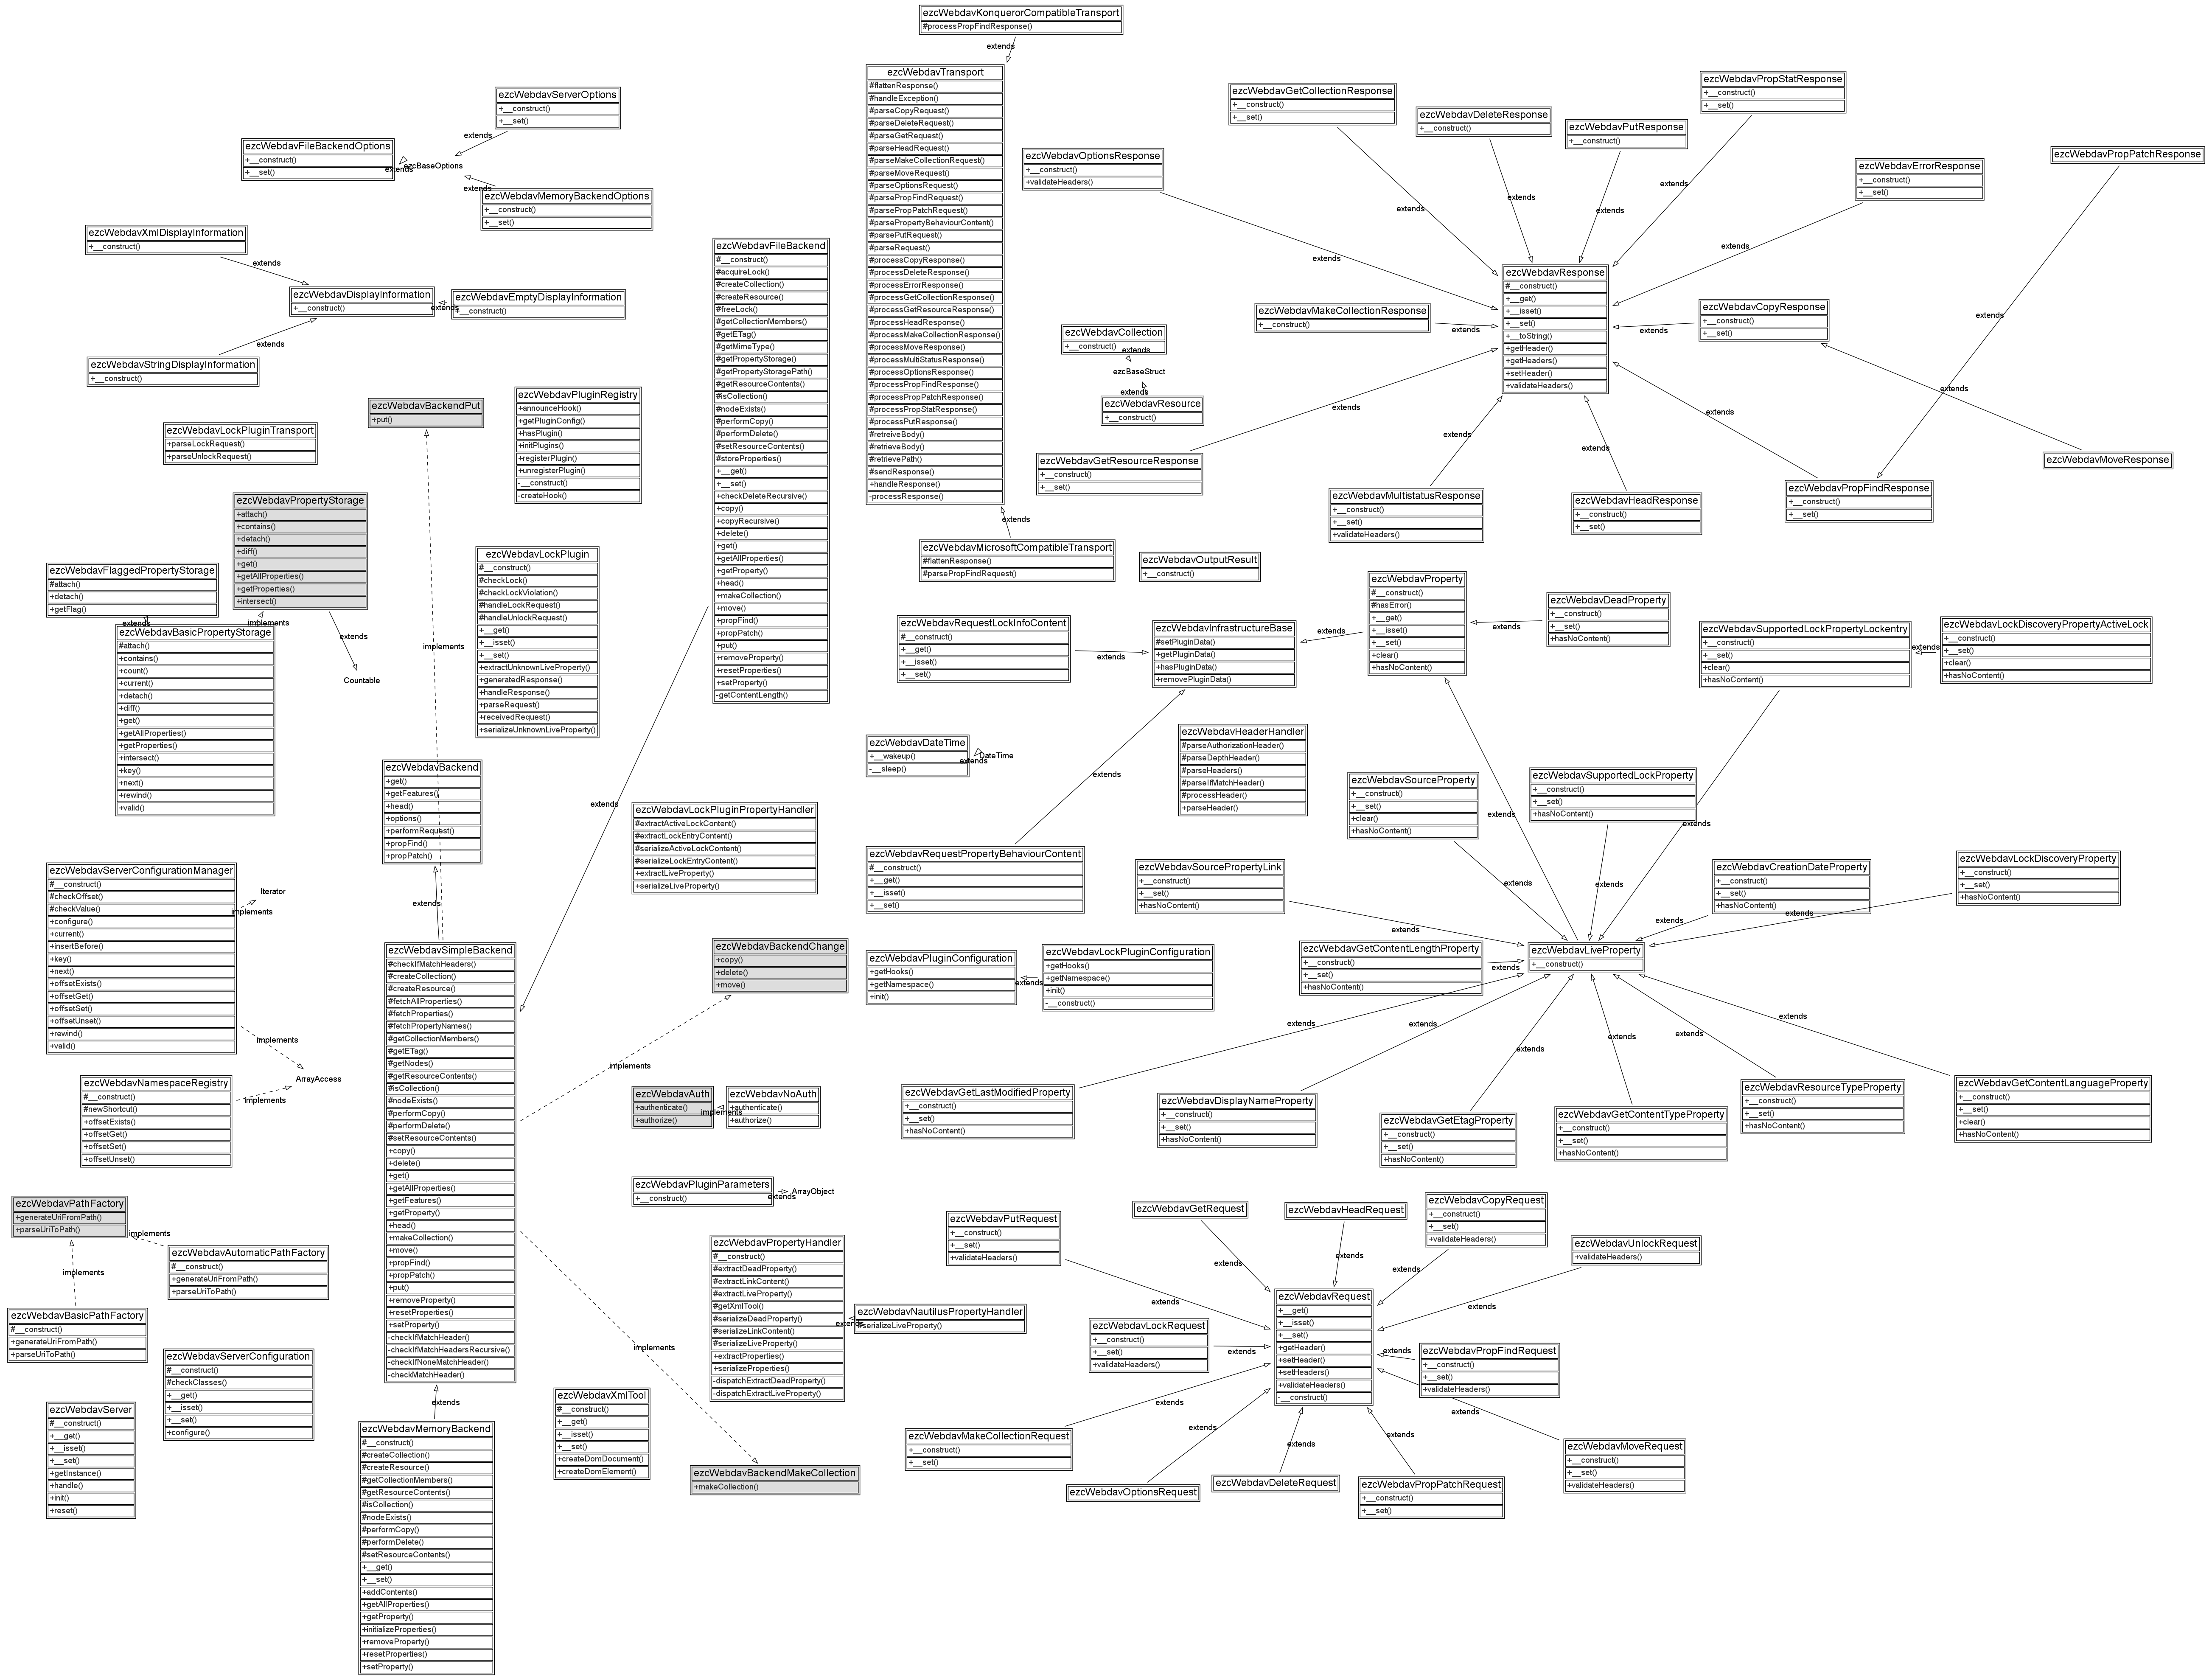 ezcWebdavKonquerorCompatibleTransport
#processPropFindResponse()
extends
ezcWebdavTransport
#flattenResponse()
#handleException()
#parseCopyRequest()
#parseDeleteRequest()
#parseGetRequest()
#parseHeadRequest()
#parseMakeCollectionRequest()
#parseMoveRequest()
#parseOptionsRequest()
#parsePropFindRequest()
#parsePropPatchRequest()
#parsePropertyBehaviourContent()
#parsePutRequest()
#parseRequest()
#processCopyResponse()
#processDeleteResponse()
#processErrorResponse()
#processGetCollectionResponse()
#processGetResourceResponse()
#processHeadResponse()
#processMakeCollectionResponse()
#processMoveResponse()
#processMultiStatusResponse()
#processOptionsResponse()
#processPropFindResponse()
#processPropPatchResponse()
#processPropStatResponse()
#processPutResponse()
#retreiveBody()
#retrieveBody()
#retrievePath()
#sendResponse()
+handleResponse()
-processResponse()
extends
ezcWebdavMicrosoftCompatibleTransport
#flattenResponse()
#parsePropFindRequest()
ezcWebdavServerOptions
+__construct()
+__set()
extends
ezcWebdavFileBackendOptions
+__construct()
+__set()
extends
ezcBaseOptions
extends
ezcWebdavMemoryBackendOptions
+__construct()
+__set()
ezcWebdavXmlDisplayInformation
+__construct()
extends
ezcWebdavDisplayInformation
+__construct()
extends
ezcWebdavEmptyDisplayInformation
+__construct()
extends
ezcWebdavStringDisplayInformation
+__construct()
ezcWebdavBackendPut
+put()
implements
ezcWebdavPluginRegistry
+announceHook()
+getPluginConfig()
+hasPlugin()
+initPlugins()
+registerPlugin()
+unregisterPlugin()
-__construct()
-createHook()
ezcWebdavLockPluginTransport
+parseLockRequest()
+parseUnlockRequest()
ezcWebdavPropertyStorage
+attach()
+contains()
+detach()
+diff()
+get()
+getAllProperties()
+getProperties()
+intersect()
implements
extends
Countable
ezcWebdavFlaggedPropertyStorage
#attach()
+detach()
+getFlag()
extends
ezcWebdavBasicPropertyStorage
#attach()
+contains()
+count()
+current()
+detach()
+diff()
+get()
+getAllProperties()
+getProperties()
+intersect()
+key()
+next()
+rewind()
+valid()
ezcWebdavLockPlugin
#__construct()
#checkLock()
#checkLockViolation()
#handleLockRequest()
#handleUnlockRequest()
+__get()
+__isset()
+__set()
+extractUnknownLiveProperty()
+generatedResponse()
+handleResponse()
+parseRequest()
+receivedRequest()
+serializeUnknownLiveProperty()
ezcWebdavFileBackend
#__construct()
#acquireLock()
#createCollection()
#createResource()
#freeLock()
#getCollectionMembers()
#getETag()
#getMimeType()
#getPropertyStorage()
#getPropertyStoragePath()
#getResourceContents()
#isCollection()
#nodeExists()
#performCopy()
#performDelete()
#setResourceContents()
#storeProperties()
+__get()
+__set()
+checkDeleteRecursive()
+copy()
+copyRecursive()
+delete()
+get()
+getAllProperties()
+getProperty()
+head()
+makeCollection()
+move()
+propFind()
+propPatch()
+put()
+removeProperty()
+resetProperties()
+setProperty()
-getContentLength()
extends
ezcWebdavBackend
+get()
+getFeatures()
+head()
+options()
+performRequest()
+propFind()
+propPatch()
extends
ezcWebdavLockPluginPropertyHandler
#extractActiveLockContent()
#extractLockEntryContent()
#serializeActiveLockContent()
#serializeLockEntryContent()
+extractLiveProperty()
+serializeLiveProperty()
ezcWebdavServerConfigurationManager
#__construct()
#checkOffset()
#checkValue()
+configure()
+current()
+insertBefore()
+key()
+next()
+offsetExists()
+offsetGet()
+offsetSet()
+offsetUnset()
+rewind()
+valid()
Iterator
implements
implements
ArrayAccess
implements
ezcWebdavNamespaceRegistry
#__construct()
#newShortcut()
+offsetExists()
+offsetGet()
+offsetSet()
+offsetUnset()
ezcWebdavSimpleBackend
#checkIfMatchHeaders()
#createCollection()
#createResource()
#fetchAllProperties()
#fetchProperties()
#fetchPropertyNames()
#getCollectionMembers()
#getETag()
#getNodes()
#getResourceContents()
#isCollection()
#nodeExists()
#performCopy()
#performDelete()
#setResourceContents()
+copy()
+delete()
+get()
+getAllProperties()
+getFeatures()
+getProperty()
+head()
+makeCollection()
+move()
+propFind()
+propPatch()
+put()
+removeProperty()
+resetProperties()
+setProperty()
-checkIfMatchHeader()
-checkIfMatchHeadersRecursive()
-checkIfNoneMatchHeader()
-checkMatchHeader()
extends
ezcWebdavMemoryBackend
#__construct()
#createCollection()
#createResource()
#getCollectionMembers()
#getResourceContents()
#isCollection()
#nodeExists()
#performCopy()
#performDelete()
#setResourceContents()
+__get()
+__set()
+addContents()
+getAllProperties()
+getProperty()
+initializeProperties()
+removeProperty()
+resetProperties()
+setProperty()
ezcWebdavBackendChange
+copy()
+delete()
+move()
implements
ezcWebdavAuth
+authenticate()
+authorize()
implements
ezcWebdavNoAuth
+authenticate()
+authorize()
ezcWebdavPluginParameters
+__construct()
extends
ArrayObject
ezcWebdavPathFactory
+generateUriFromPath()
+parseUriToPath()
implements
ezcWebdavAutomaticPathFactory
#__construct()
+generateUriFromPath()
+parseUriToPath()
implements
ezcWebdavBasicPathFactory
#__construct()
+generateUriFromPath()
+parseUriToPath()
ezcWebdavServerConfiguration
#__construct()
#checkClasses()
+__get()
+__isset()
+__set()
+configure()
ezcWebdavServer
#__construct()
+__get()
+__isset()
+__set()
+getInstance()
+handle()
+init()
+reset()
ezcWebdavPropertyHandler
#__construct()
#extractDeadProperty()
#extractLinkContent()
#extractLiveProperty()
#getXmlTool()
#serializeDeadProperty()
#serializeLinkContent()
#serializeLiveProperty()
+extractProperties()
+serializeProperties()
-dispatchExtractDeadProperty()
-dispatchExtractLiveProperty()
extends
ezcWebdavNautilusPropertyHandler
#serializeLiveProperty()
implements
ezcWebdavXmlTool
#__construct()
+__get()
+__isset()
+__set()
+createDomDocument()
+createDomElement()
ezcWebdavBackendMakeCollection
+makeCollection()
ezcWebdavGetCollectionResponse
+__construct()
+__set()
extends
ezcWebdavDeleteResponse
+__construct()
extends
ezcWebdavPutResponse
+__construct()
extends
ezcWebdavPropStatResponse
+__construct()
+__set()
extends
ezcWebdavOptionsResponse
+__construct()
+validateHeaders()
extends
ezcWebdavErrorResponse
+__construct()
+__set()
extends
ezcWebdavPropPatchResponse
extends
ezcWebdavResponse
#__construct()
+__get()
+__isset()
+__set()
+__toString()
+getHeader()
+getHeaders()
+setHeader()
+validateHeaders()
ezcWebdavMakeCollectionResponse
+__construct()
extends
ezcWebdavCopyResponse
+__construct()
+__set()
extends
extends
ezcWebdavMoveResponse
ezcWebdavCollection
+__construct()
extends
ezcBaseStruct
extends
ezcWebdavResource
+__construct()
ezcWebdavGetResourceResponse
+__construct()
+__set()
extends
ezcWebdavMultistatusResponse
+__construct()
+__set()
+validateHeaders()
extends
ezcWebdavHeadResponse
+__construct()
+__set()
extends
ezcWebdavPropFindResponse
+__construct()
+__set()
extends
ezcWebdavOutputResult
+__construct()
ezcWebdavRequestLockInfoContent
#__construct()
+__get()
+__isset()
+__set()
extends
ezcWebdavInfrastructureBase
#setPluginData()
+getPluginData()
+hasPluginData()
+removePluginData()
extends
ezcWebdavProperty
#__construct()
#hasError()
+__get()
+__isset()
+__set()
+clear()
+hasNoContent()
extends
ezcWebdavDeadProperty
+__construct()
+__set()
+hasNoContent()
ezcWebdavSupportedLockPropertyLockentry
+__construct()
+__set()
+clear()
+hasNoContent()
extends
ezcWebdavLockDiscoveryPropertyActiveLock
+__construct()
+__set()
+clear()
+hasNoContent()
ezcWebdavDateTime
+__wakeup()
-__sleep()
extends
DateTime
ezcWebdavHeaderHandler
#parseAuthorizationHeader()
#parseDepthHeader()
#parseHeaders()
#parseIfMatchHeader()
#processHeader()
+parseHeader()
extends
ezcWebdavRequestPropertyBehaviourContent
#__construct()
+__get()
+__isset()
+__set()
ezcWebdavSourceProperty
+__construct()
+__set()
+clear()
+hasNoContent()
extends
extends
ezcWebdavSupportedLockProperty
+__construct()
+__set()
+hasNoContent()
extends
extends
ezcWebdavSourcePropertyLink
+__construct()
+__set()
+hasNoContent()
extends
ezcWebdavCreationDateProperty
+__construct()
+__set()
+hasNoContent()
extends
ezcWebdavLockDiscoveryProperty
+__construct()
+__set()
+hasNoContent()
extends
ezcWebdavPluginConfiguration
+getHooks()
+getNamespace()
+init()
extends
ezcWebdavLockPluginConfiguration
+getHooks()
+getNamespace()
+init()
-__construct()
ezcWebdavGetContentLengthProperty
+__construct()
+__set()
+hasNoContent()
extends
ezcWebdavLiveProperty
+__construct()
extends
extends
extends
extends
extends
extends
ezcWebdavGetLastModifiedProperty
+__construct()
+__set()
+hasNoContent()
ezcWebdavDisplayNameProperty
+__construct()
+__set()
+hasNoContent()
ezcWebdavGetEtagProperty
+__construct()
+__set()
+hasNoContent()
ezcWebdavGetContentTypeProperty
+__construct()
+__set()
+hasNoContent()
ezcWebdavResourceTypeProperty
+__construct()
+__set()
+hasNoContent()
ezcWebdavGetContentLanguageProperty
+__construct()
+__set()
+clear()
+hasNoContent()
ezcWebdavPutRequest
+__construct()
+__set()
+validateHeaders()
extends
ezcWebdavGetRequest
extends
ezcWebdavHeadRequest
extends
ezcWebdavCopyRequest
+__construct()
+__set()
+validateHeaders()
extends
ezcWebdavUnlockRequest
+validateHeaders()
extends
ezcWebdavRequest
+__get()
+__isset()
+__set()
+getHeader()
+setHeader()
+setHeaders()
+validateHeaders()
-__construct()
ezcWebdavLockRequest
+__construct()
+__set()
+validateHeaders()
extends
ezcWebdavPropFindRequest
+__construct()
+__set()
+validateHeaders()
extends
ezcWebdavMakeCollectionRequest
+__construct()
+__set()
extends
ezcWebdavOptionsRequest
extends
ezcWebdavDeleteRequest
extends
ezcWebdavPropPatchRequest
+__construct()
+__set()
extends
ezcWebdavMoveRequest
+__construct()
+__set()
+validateHeaders()
extends